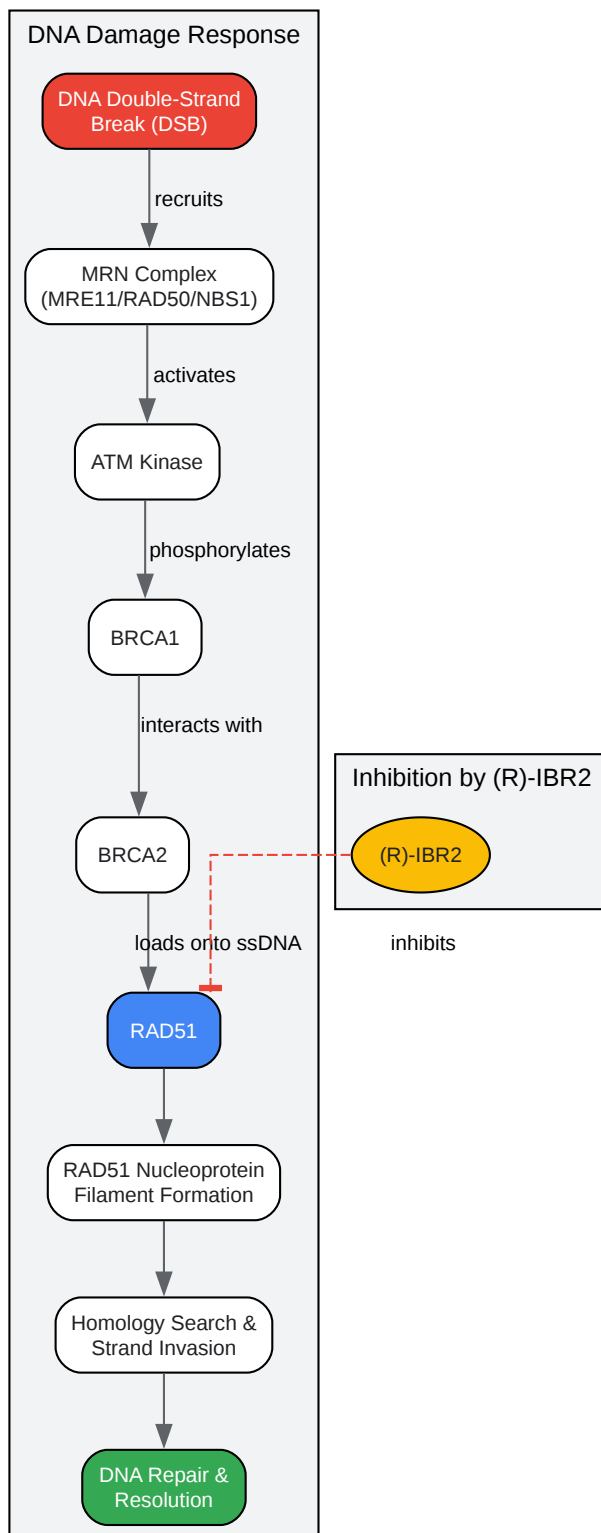 DNA Damage Response
DNA Double-Strand
Break (DSB)
recruits
MRN Complex
(MRE11/RAD50/NBS1)
activates
ATM Kinase
phosphorylates
BRCA1
interacts with
Inhibition by (R)-IBR2
BRCA2
(R)-IBR2
loads onto ssDNA
inhibits
RAD51
RAD51 Nucleoprotein
Filament Formation
Homology Search &
Strand Invasion
DNA Repair &
Resolution